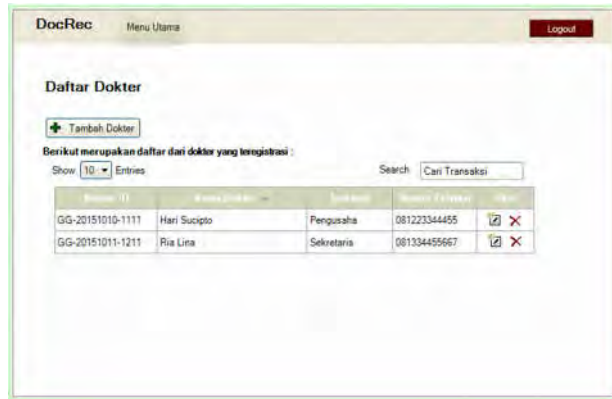 DocRec Menu Utama Logout
Daftar Dokter
Tambah Dokter
Berikut merupakan daftar dari dokter yang teregistrasi :
Show 10 Entries Search Cari Transaksi
GG-20151010-1111 Hari Sucipto Pengusaha 081223344455
GG-20151011-1211 Ria Lina Sekretaris 081334455667